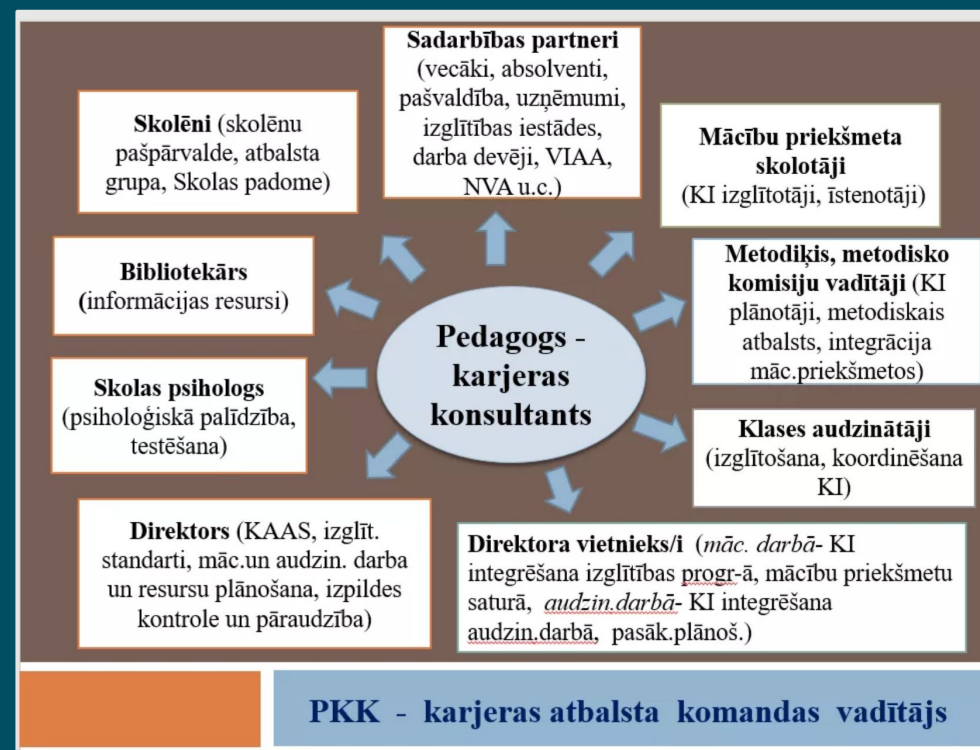 Sadarbības partneri
(vecāki, absolventi,
pašvaldība, uzņēmumi,
izglītības iestādes,
darba devēji, VIAA,
NVA u.c.)
Skolēni (skolēnu
pašpārvalde, atbalsta
grupa, Skolas padome)
Mācību priekšmeta
skolotāji
(KI izglītotāji, īstenotāji)
Bibliotekārs
(informācijas resursi)
Metodiķis, metodisko
komisiju vadītāji (KI
plānotāji, metodiskais
atbalsts, integrācija
māc.priekšmetos)
Pedagogs -
karjeras
konsultants
Skolas psihologs
(psiholoģiskā palīdzība,
testēšana)
Klases audzinātāji
(izglītošana, koordinēšana
KI)
Direktors (KAAS, izglīt.
standarti, māc.un audzin. darba
un resursu plānošana, izpildes
kontrole un pāraudzība)
Direktora vietnieks/i (māc. darbā- KI
integrēšana izglītības progr-ā, mācību priekšmetu
saturā, audzin.darbā- KI integrēšana
audzin.darbā, pasāk.plānoš.)
PKK - karjeras atbalsta komandas vadītājs